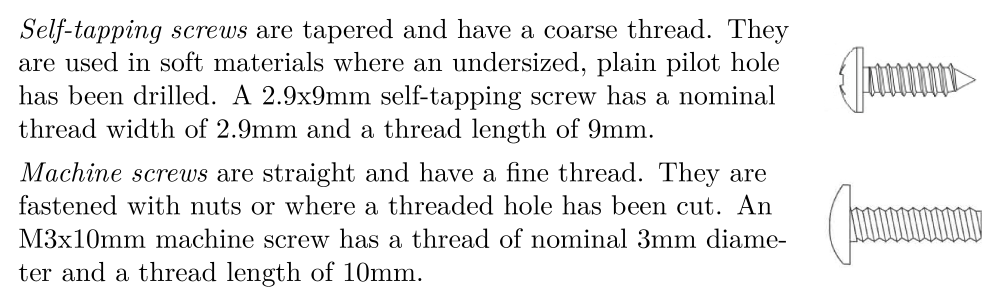 Self-tapping screws are tapered and have a coarse thread. They
are used in soft materials where an undersized, plain pilot hole
has been drilled. A 2.9x9mm self-tapping screw has a nominal
thread width of 2.9mm and a thread length of 9mm.
Machine screws are straight and have a fine thread. They are
fastened with nuts or where a threaded hole has been cut. An
M3x10mm machine screw has a thread of nominal 3mm diame-
ter and a thread length of 10mm.